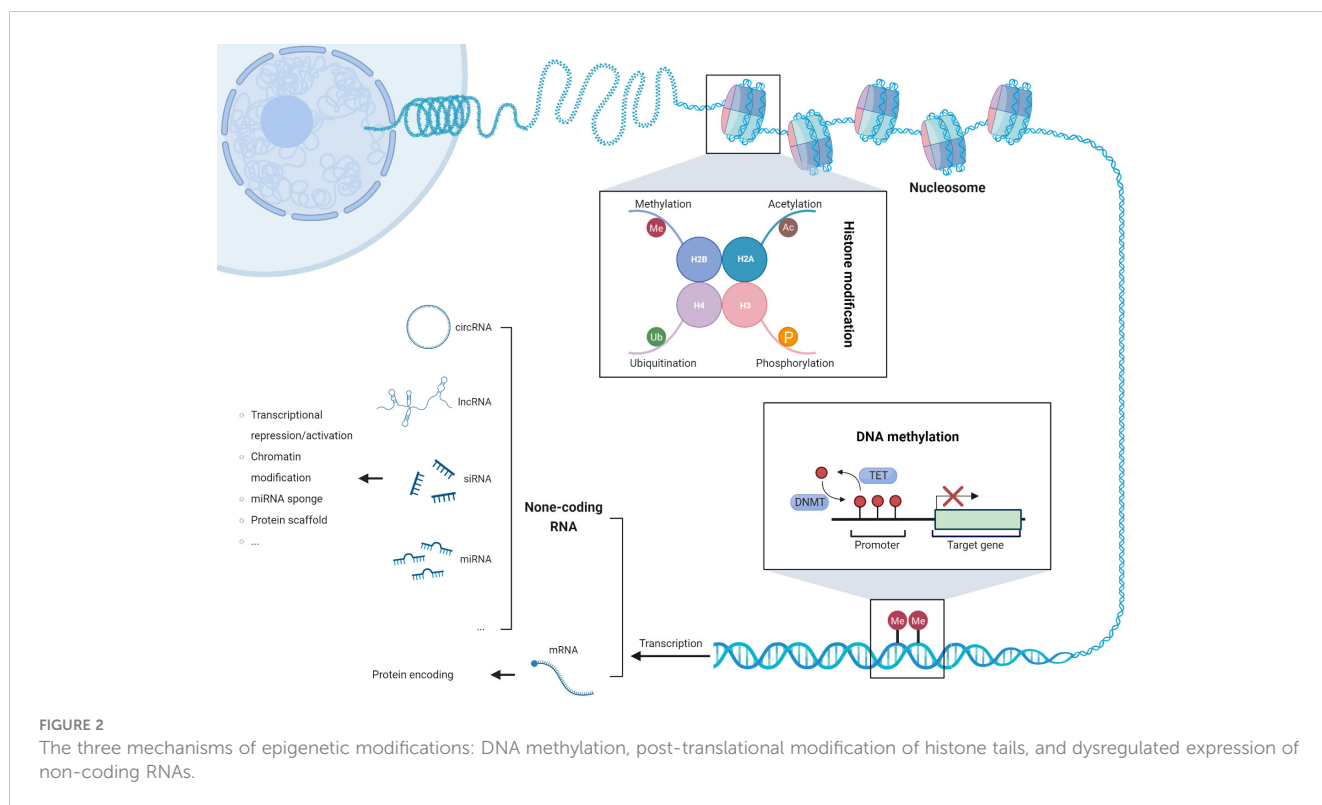 Nucleosome
Methylation
Acetylation
Me
Ac
H2B
H2A
H4
H3
Ub
P
Ubiquitination
Phosphorylation
Histone modification
circRNA
lncRNA
siRNA
miRNA
...
○ Transcriptional
repression/activation
○ Chromatin
modification
○ miRNA sponge
○ Protein scaffold
○ ...
None-coding
RNA
mRNA
Protein encoding
Transcription
DNA methylation
TET
DNMT
Promoter
Target gene
Me Me
FIGURE 2
The three mechanisms of epigenetic modifications: DNA methylation, post-translational modification of histone tails, and dysregulated expression of
non-coding RNAs.